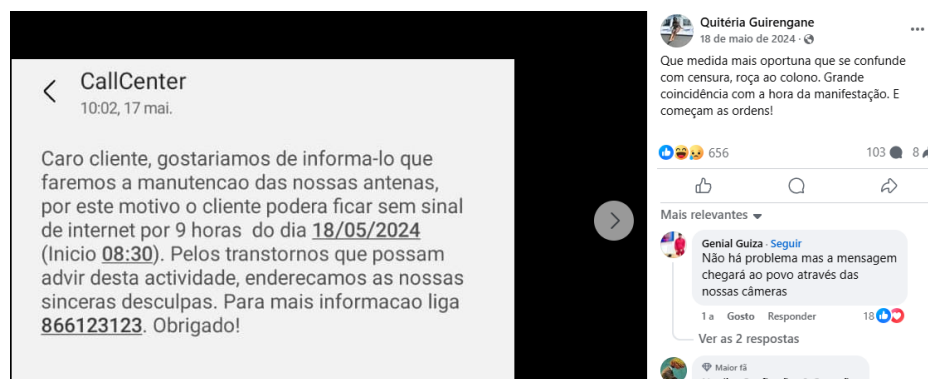 CallCenter
10:02, 17 mai.
Caro cliente, gostariamos de informa-lo que
faremos a manutencao das nossas antenas,
por este motivo o cliente podera ficar sem sinal
de internet por 9 horas do dia 18/05/2024
(Inicio 08:30). Pelos transtornos que possam
advir desta actividade, enderecamos as nossas
sinceras desculpas. Para mais informacao liga
866123123. Obrigado!
Quitéria Guirengane
18 de maio de 2024 ·
Que medida mais oportuna que se confunde
com censura, roça ao colono. Grande
coincidência com a hora da manifestação. E
começam as ordens!
656
103
8
Mais relevantes
Genial Guiza · Seguir
Não há problema mas a mensagem
chegará ao povo através das
nossas câmeras
1 a Gosto Responder 18
Ver as 2 respostas
Maior fã